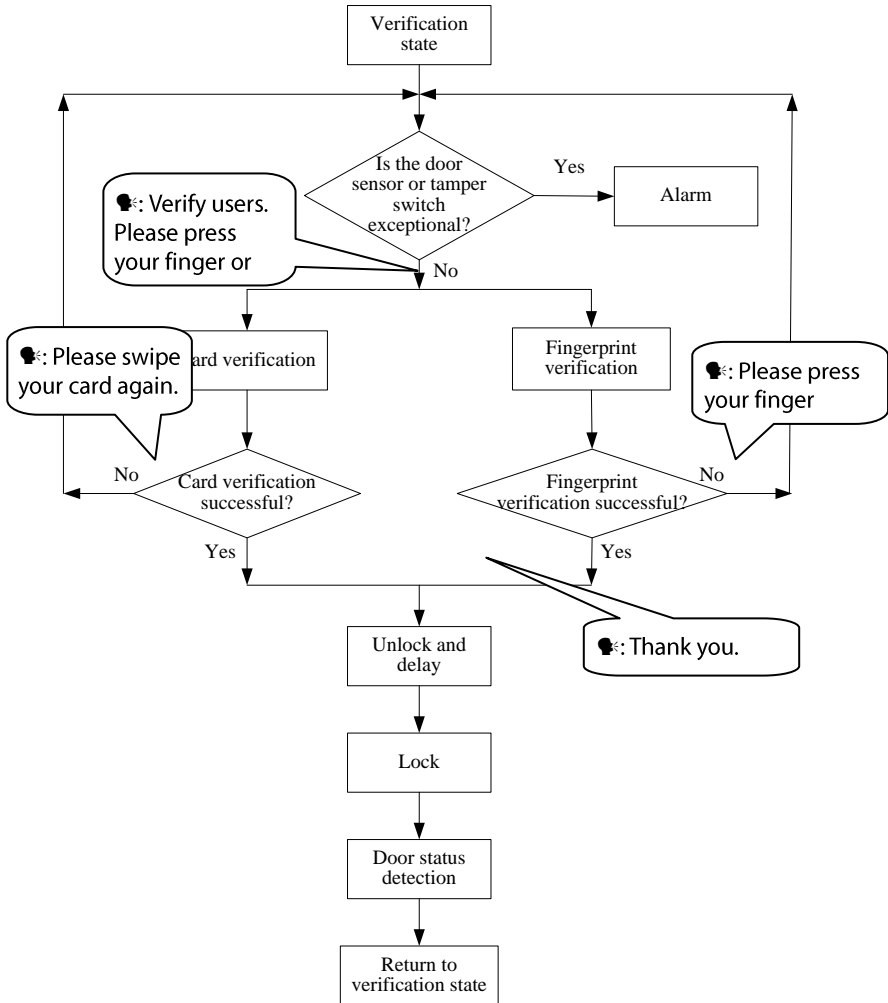 Verification
state
Is the door
sensor or tamper
switch
exceptional?
Yes
Alarm
: Verify users.
Please press
your finger or
No
: Please swipe
your card again.
ard verification
Fingerprint
verification
: Please press
your finger
No
Card verification
successful?
Fingerprint
verification successful?
No
Yes
Yes
: Thank you.
Unlock and
delay
Lock
Door status
detection
Return to
verification state